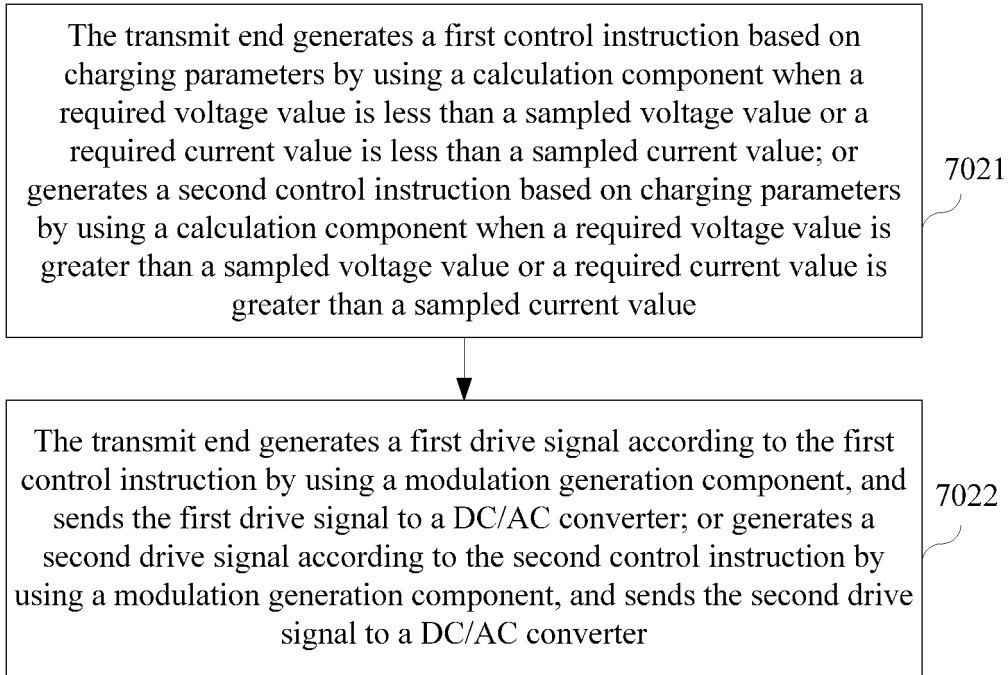 The transmit end generates a first control instruction based on
charging parameters by using a calculation component when a
required voltage value is less than a sampled voltage value or a
required current value is less than a sampled current value; or
generates a second control instruction based on charging parameters
by using a calculation component when a required voltage value is
greater than a sampled voltage value or a required current value is
greater than a sampled current value
7021
The transmit end generates a first drive signal according to the first
control instruction by using a modulation generation component, and
sends the first drive signal to a DC/AC converter; or generates a
second drive signal according to the second control instruction by
using a modulation generation component, and sends the second drive
signal to a DC/AC converter
7022